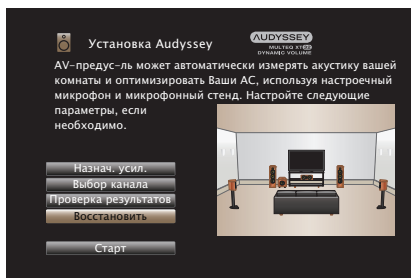 Установка Audyssey
AUDYSSEY
MULTEQ XT32
DYNAMIC VOLUME
AV-предус-ль может автоматически измерять акустику вашей
комнаты и оптимизировать Ваши АС, используя настроечный
микрофон и микрофонный стенд. Настройте следующие
параметры, если
необходимо.
Назнач. усил.
Выбор канала
Проверка результатов
Восстановить
Старт